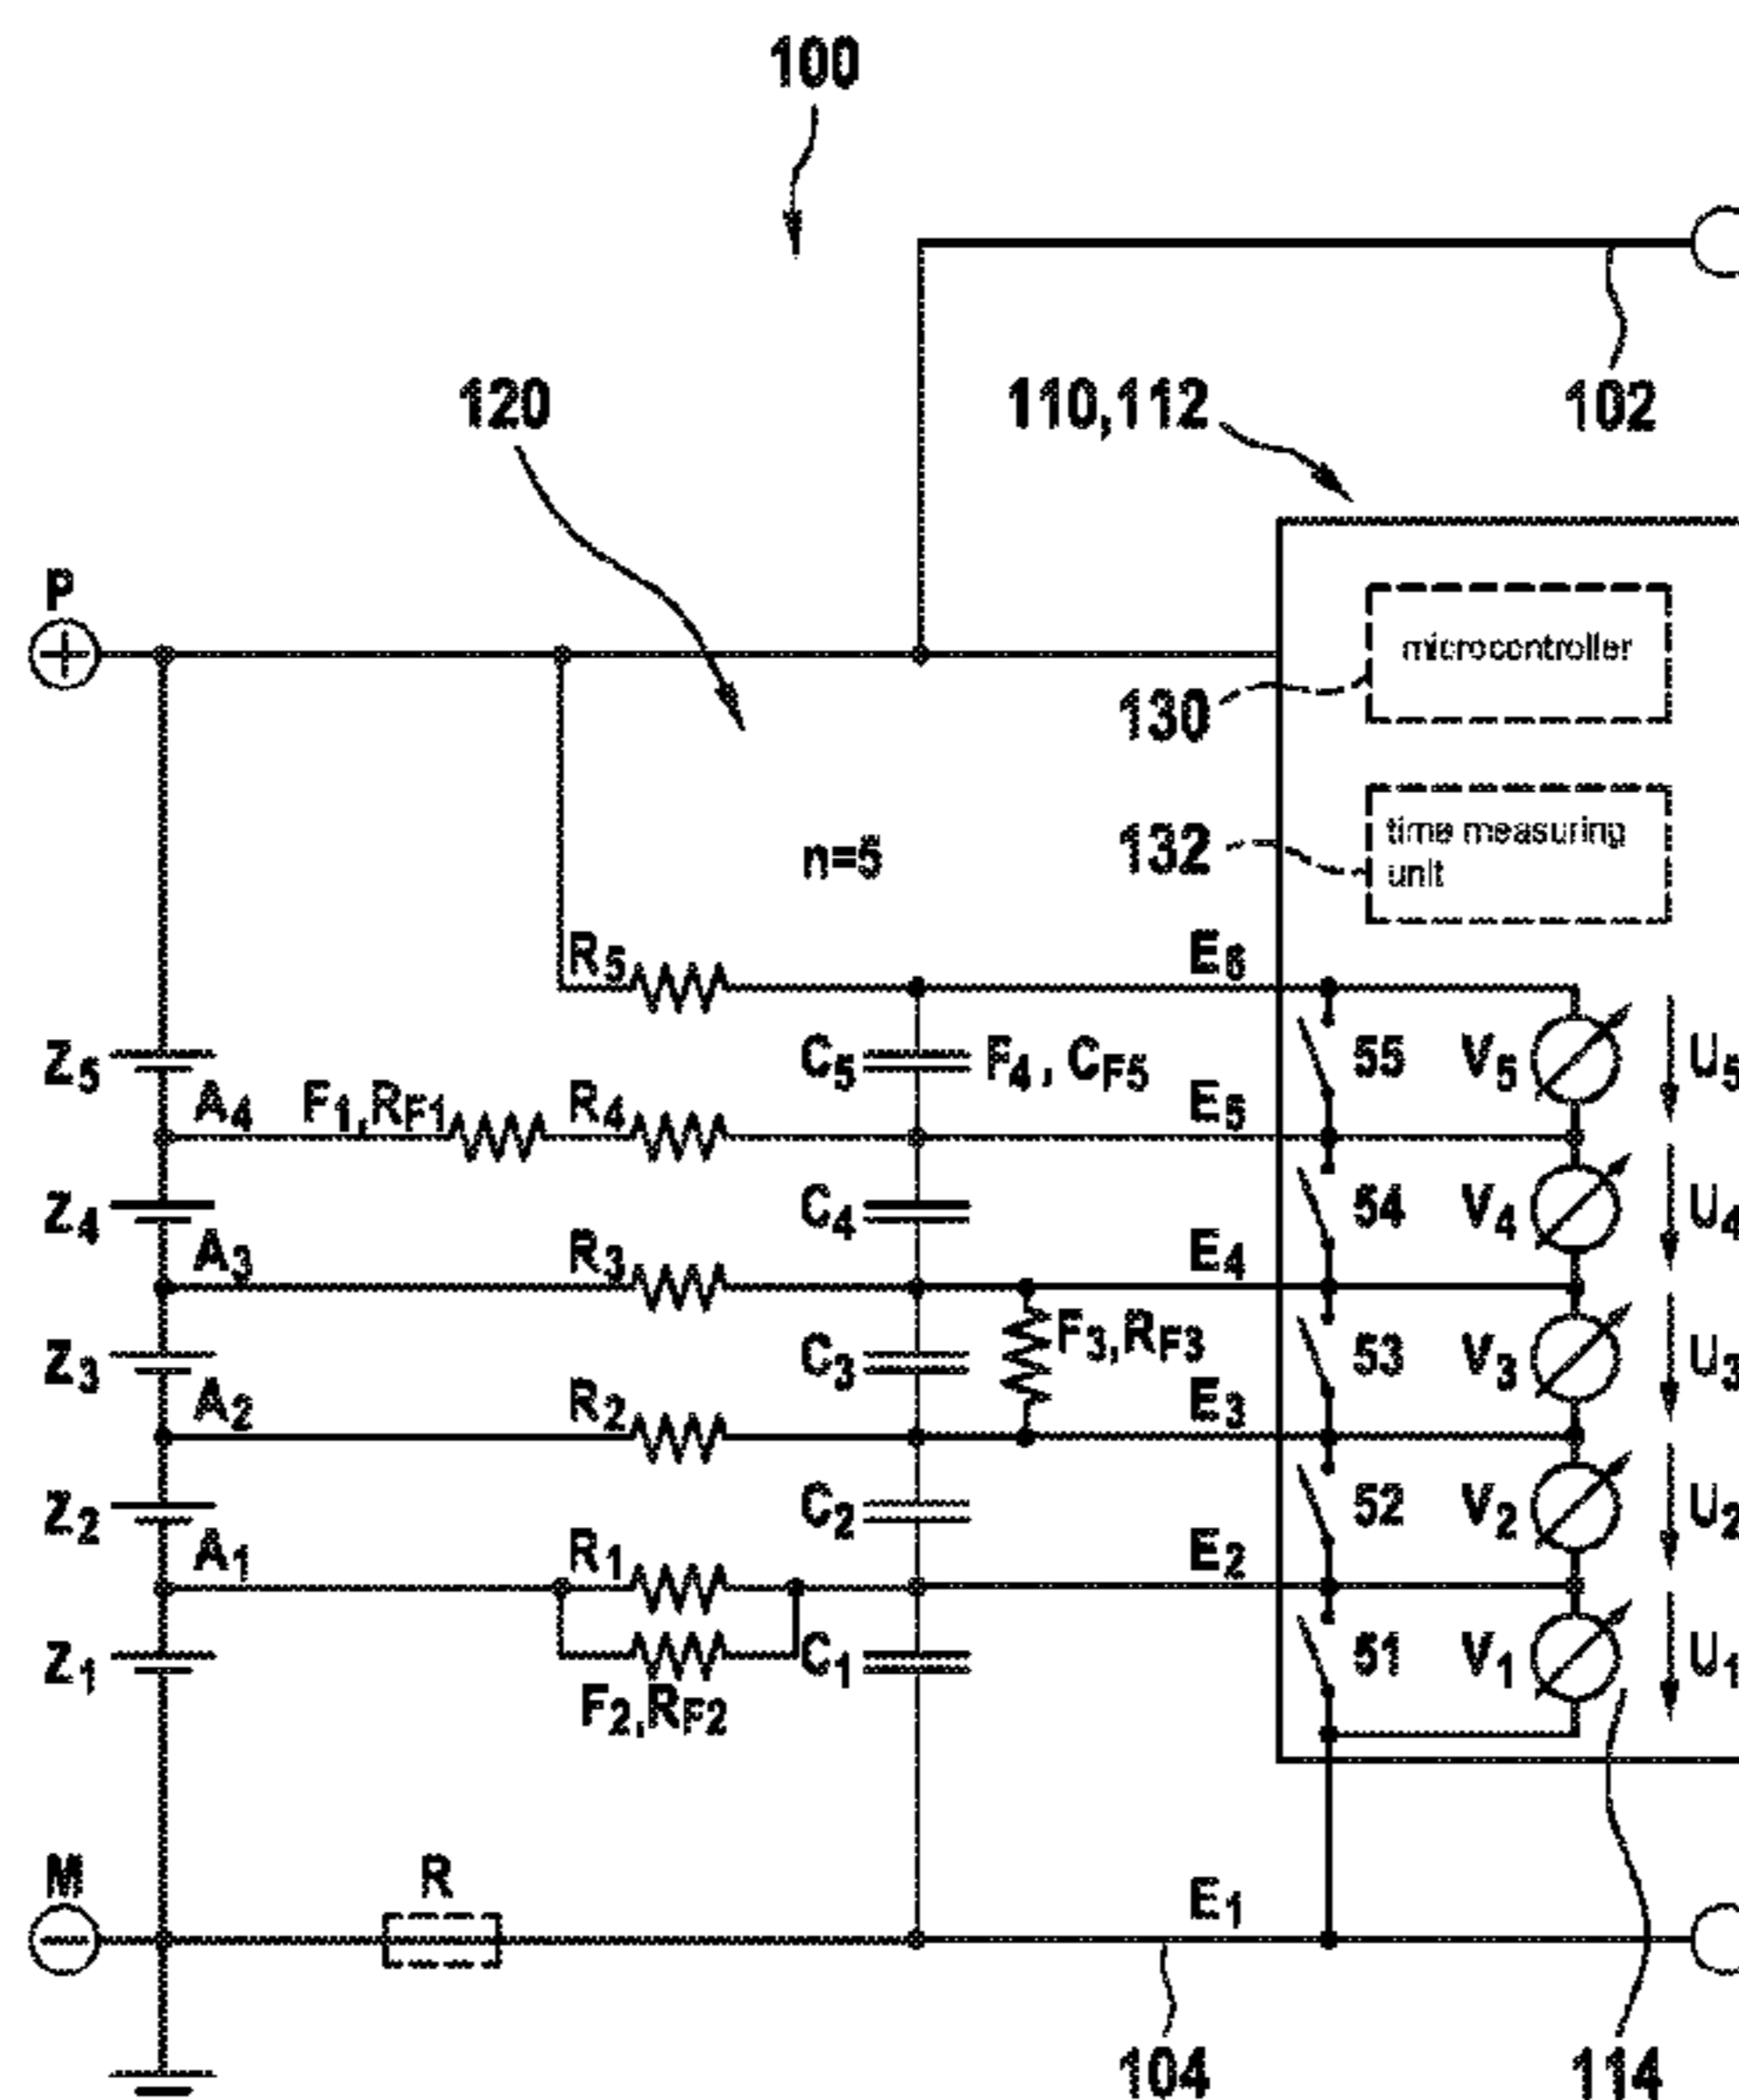 100
102
120
110,112
P
microcontroller
130
time measuring
unit
132
n=5
R5 E6
Z5 C5 F4, CF5 55 V5 U5
A4 F1,RF1 R4 E5
Z4 C4 54 V4 U4
A3 R3 E4
Z3 C3 F3,RF3 53 V3 U3
A2 R2 E3
Z2 C2 52 V2 U2
A1 R1 E2
Z1 C1 51 V1 U1
F2,RF2
M R E1
104 114